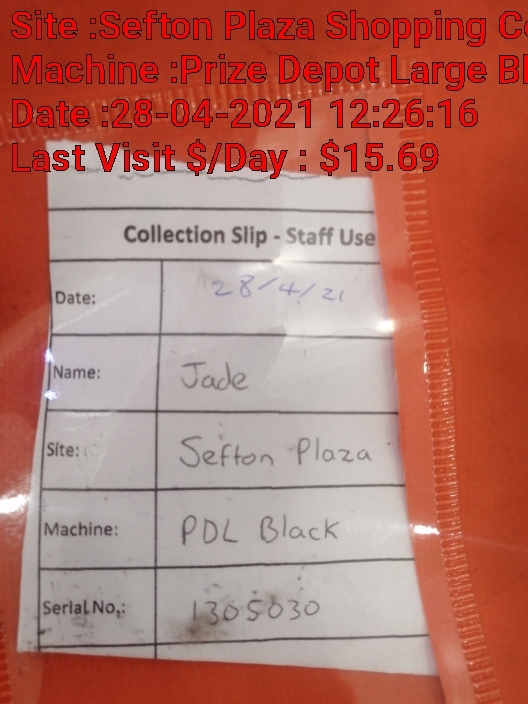 Site :Sefton Plaza Shopping
Machine :Prize Depot Large
Date :28-04-2021 12:26:16
Last Visit $/Day : $15.69
Collection Slip - Staff Use
Date: 28/4/21
Name: Jade
Site: Sefton Plaza
Machine: PDL Black
Serial No,: 1305030